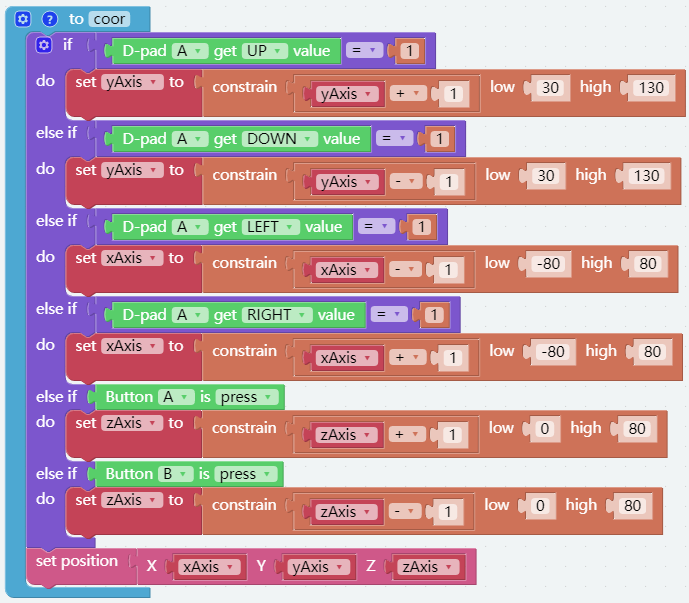 ? to coor
if D-pad A get UP value = 1
do set yAxis to constrain yAxis + 1 low 30 high 130
else if D-pad A get DOWN value = 1
do set yAxis to constrain yAxis - 1 low 30 high 130
else if D-pad A get LEFT value = 1
do set xAxis to constrain xAxis - 1 low -80 high 80
else if D-pad A get RIGHT value = 1
do set xAxis to constrain xAxis + 1 low -80 high 80
else if Button A is press
do set zAxis to constrain zAxis + 1 low 0 high 80
else if Button B is press
do set zAxis to constrain zAxis - 1 low 0 high 80
set position X xAxis Y yAxis Z zAxis